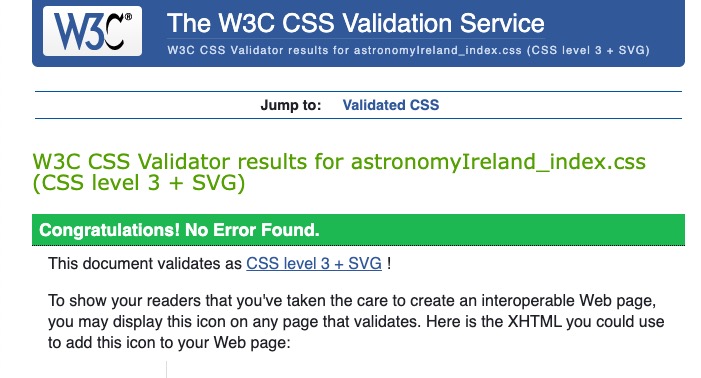 W3C®
The W3C CSS Validation Service
W3C CSS Validator results for astronomyIreland_index.css (CSS level 3 + SVG)
Jump to: Validated CSS
W3C CSS Validator results for astronomyIreland_index.css
(CSS level 3 + SVG)
Congratulations! No Error Found.
This document validates as CSS level 3 + SVG !
To show your readers that you've taken the care to create an interoperable Web page,
you may display this icon on any page that validates. Here is the XHTML you could use
to add this icon to your Web page: